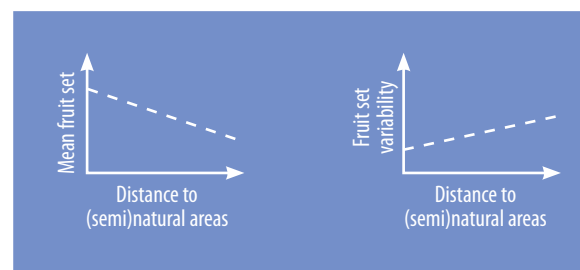 Mean fruit set
Distance to
(semi)natural areas
Fruit set
variability
Distance to
(semi)natural areas